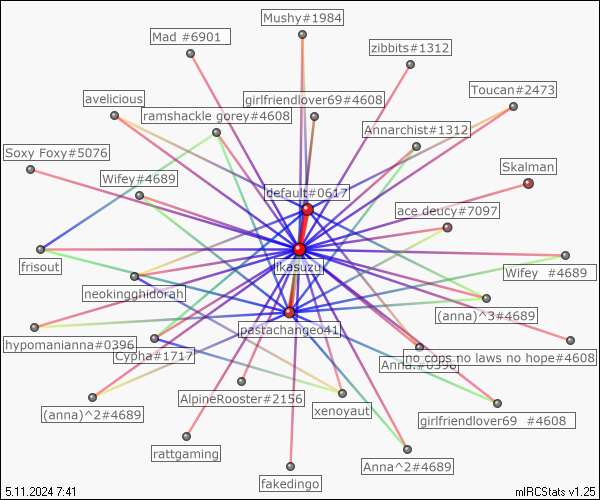 Mushy#1984
Mad #6901
zibbits#1312
Toucan#2473
avelicious
girlfriendlover69#4608
ramshackle gorey#4608
Annarchist#1312
Soxy Foxy#5076
Skalman
Wifey#4689
default#0617
ace deucy#7097
jikasuzu
frisout
Wifey #4689
neokingghidorah
(anna)^3#4689
pastachangeo41
hypomanianna#0396
Cypha#1717
no cops no laws no hope#4608
Anna.#0396
AlpineRooster#2156
xenoyaut
(anna)^2#4689
girlfriendlover69 #4608
rattgaming
Anna^2#4689
fakedingo
5.11.2024 7:41
mIRCStats v1.25